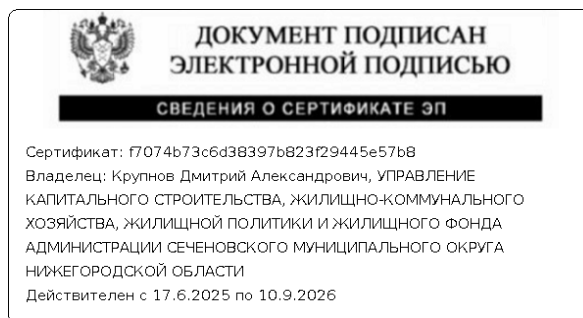 ДОКУМЕНТ ПОДПИСАН
ЭЛЕКТРОННОЙ ПОДПИСЬЮ
СВЕДЕНИЯ О СЕРТИФИКАТЕ ЭП
Сертификат: f7074b73c6d38397b823f29445e57b8
Владелец: Крупнов Дмитрий Александрович, УПРАВЛЕНИЕ
КАПИТАЛЬНОГО СТРОИТЕЛЬСТВА, ЖИЛИЩНО-КОММУНАЛЬНОГО
ХОЗЯЙСТВА, ЖИЛИЩНОЙ ПОЛИТИКИ И ЖИЛИЩНОГО ФОНДА
АДМИНИСТРАЦИИ СЕЧЕНОВСКОГО МУНИЦИПАЛЬНОГО ОКРУГА
НИЖЕГОРОДСКОЙ ОБЛАСТИ
Действителен с 17.6.2025 по 10.9.2026